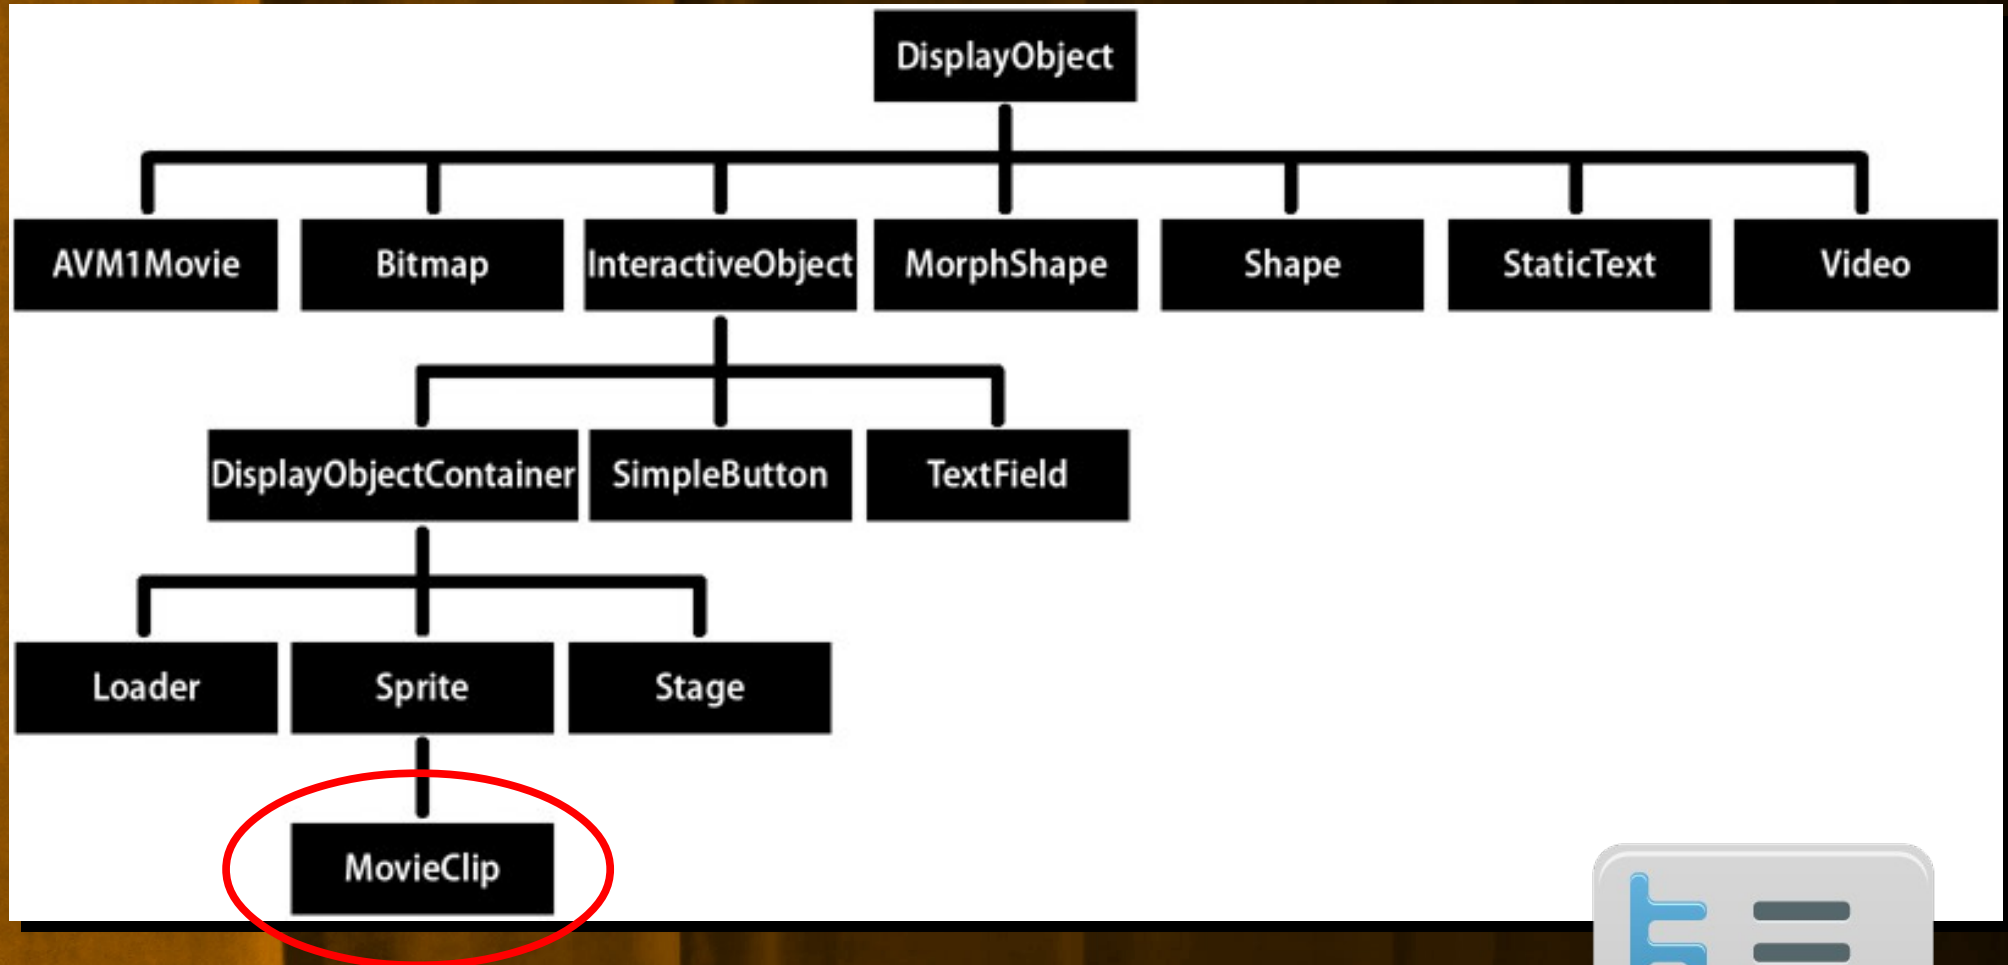 DisplayObject
AVM1Movie
Bitmap
InteractiveObject
MorphShape
Shape
StaticText
Video
DisplayObjectContainer
SimpleButton
TextField
Loader
Sprite
Stage
MovieClip